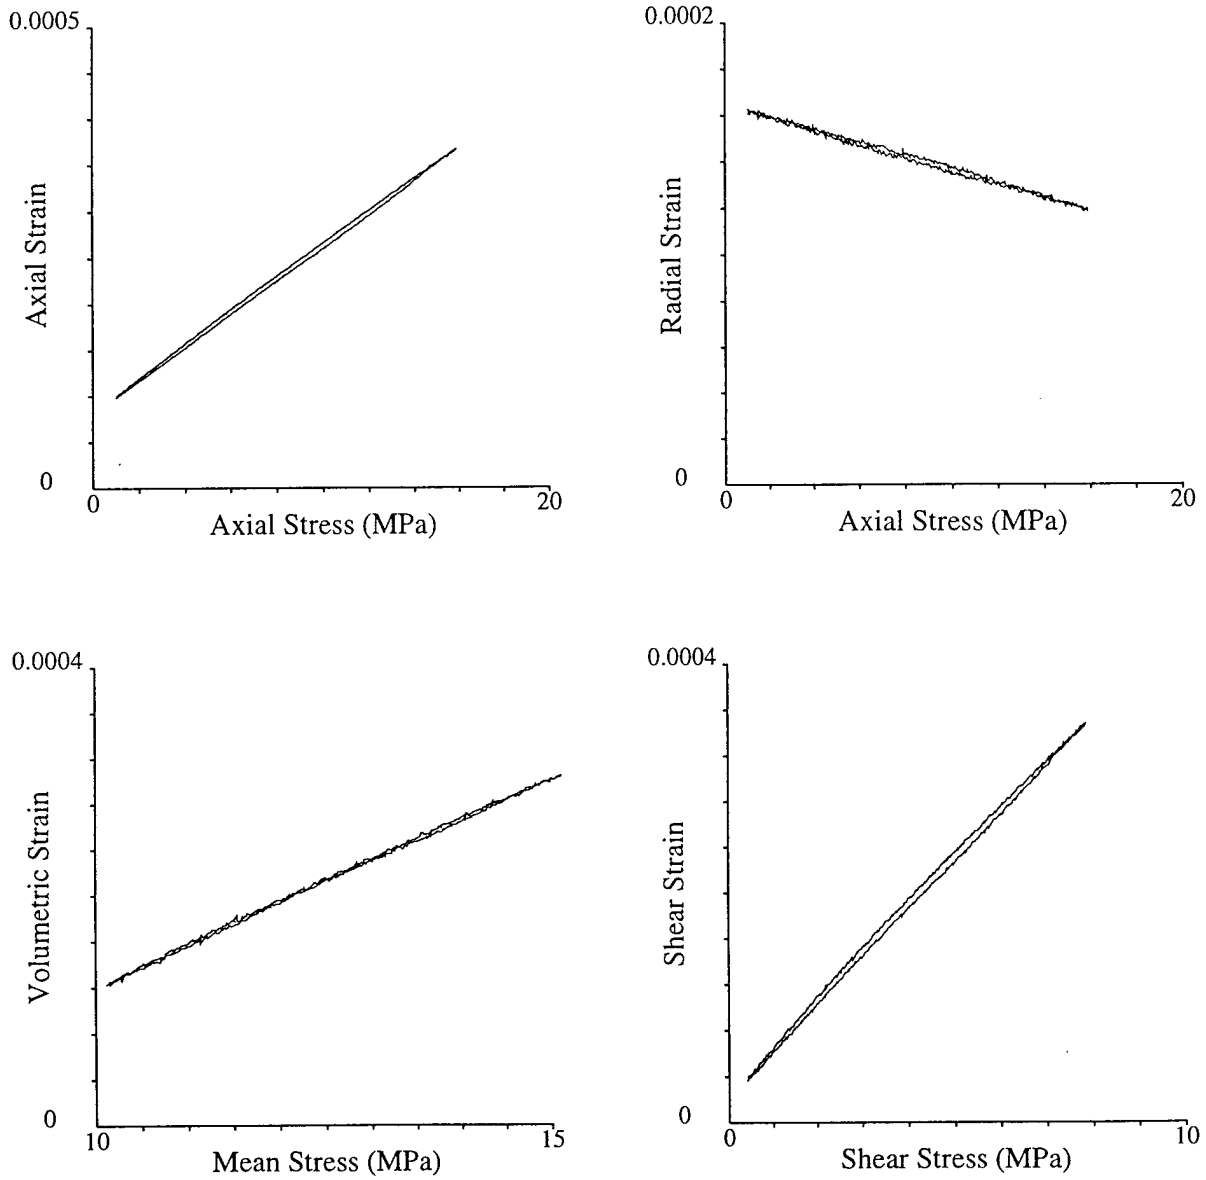 0.0005
Axial Strain
0
0
20
Axial Stress (MPa)
0.0002
Radial Strain
0
0
20
Axial Stress (MPa)
0.0004
Volumetric Strain
0
10
15
Mean Stress (MPa)
0.0004
Shear Strain
0
0
10
Shear Stress (MPa)